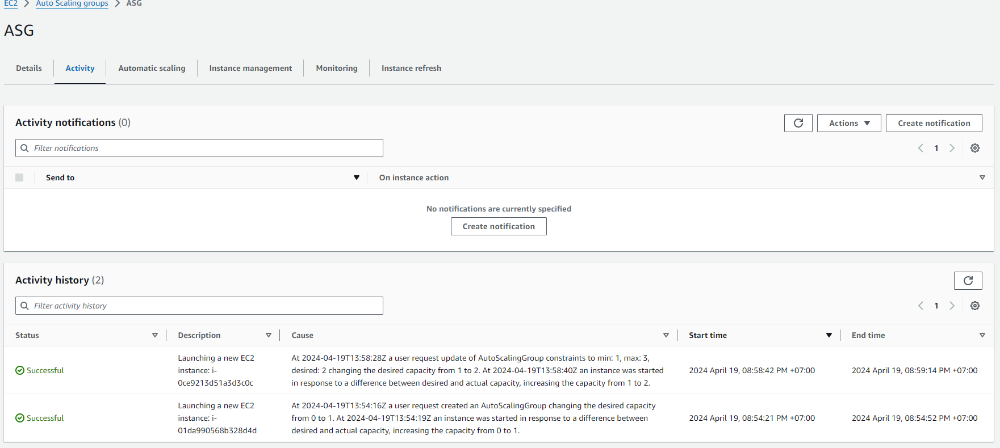 EC2 > Auto Scaling groups > ASG
ASG
Details
Activity
Automatic scaling
Instance management
Monitoring
Instance refresh
Activity notifications (0)
Actions
Create notification
Filter notifications
1
Send to
On instance action
No notifications are currently specified
Create notification
Activity history (2)
Filter activity history
1
Status
Description
Cause
Start time
End time
Successful
Launching a new EC2
instance: i-
0ce9213d51a3d3c0c
At 2024-04-19T13:58:28Z a user request update of AutoScalingGroup constraints to min: 1, max: 3,
desired: 2 changing the desired capacity from 1 to 2. At 2024-04-19T13:58:40Z an instance was started
in response to a difference between desired and actual capacity, increasing the capacity from 1 to 2.
2024 April 19, 08:58:42 PM +07:00
2024 April 19, 08:59:14 PM +07:00
Successful
Launching a new EC2
instance: i-
01da990568b328d4d
At 2024-04-19T13:54:16Z a user request created an AutoScalingGroup changing the desired capacity
from 0 to 1. At 2024-04-19T13:54:19Z an instance was started in response to a difference between
desired and actual capacity, increasing the capacity from 0 to 1.
2024 April 19, 08:54:21 PM +07:00
2024 April 19, 08:54:52 PM +07:00